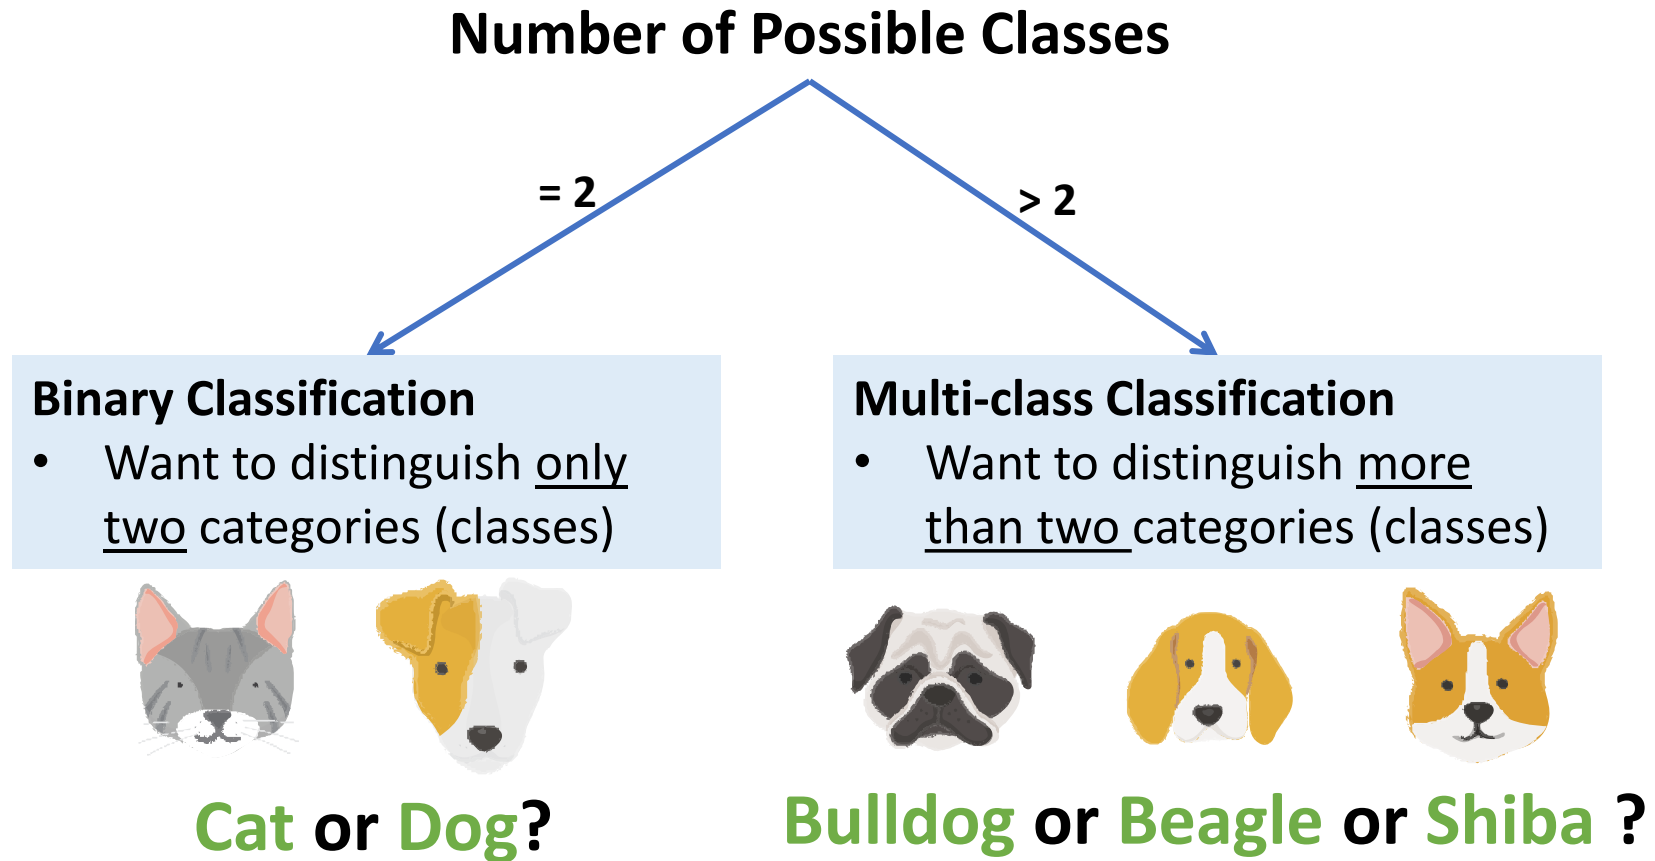 Number of Possible Classes
= 2
> 2
Binary Classification
• Want to distinguish only
two categories (classes)
Multi-class Classification
• Want to distinguish more
than two categories (classes)
Cat or Dog?
Bulldog or Beagle or Shiba ?